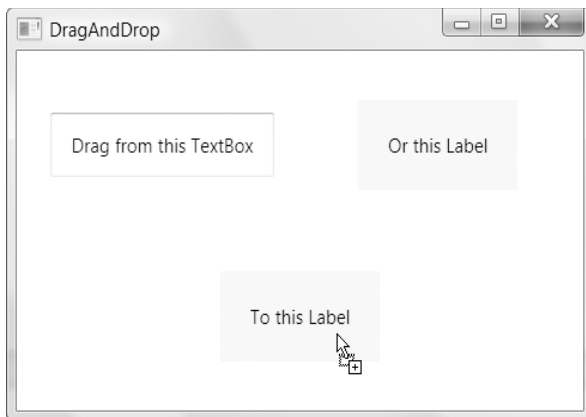 DragAndDrop
Drag from this TextBox
Or this Label
To this Label